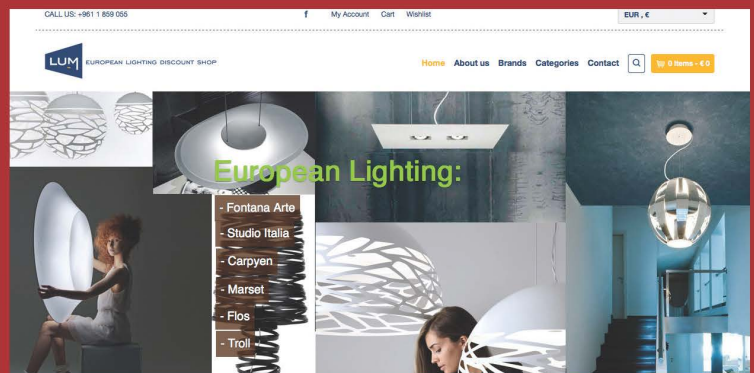 CALL US: +961 1 859 055
f My Account Cart Wishlist
EUR , €
LUM EUROPEAN LIGHTING DISCOUNT SHOP
Home About us Brands Categories Contact 0 items - € 0
European Lighting:
- Fontana Arte
- Studio Italia
- Carpyen
- Marset
- Flos
- Troll